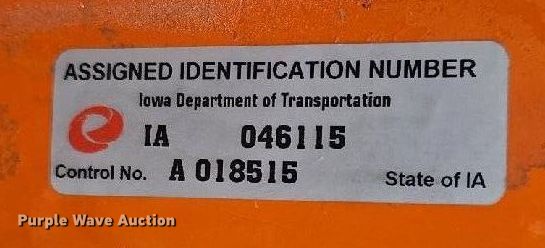 ASSIGNED IDENTIFICATION NUMBER
Iowa Department of Transportation
IA 046115
Control No. A 018515 State of IA
Purple Wave Auction